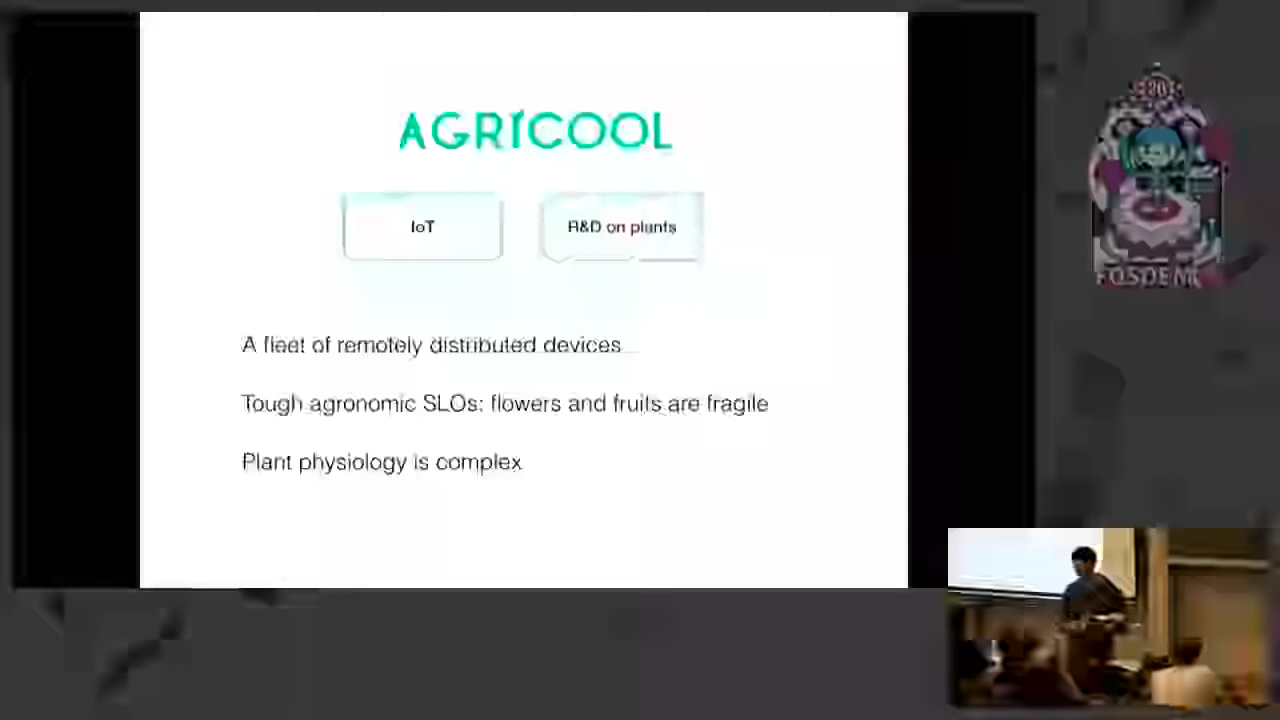 AGRICOOL
IoT
R&D on plants
A fleet of remotely distributed devices
Tough agronomic SLOs: flowers and fruits are fragile
Plant physiology is complex
FOSDEM